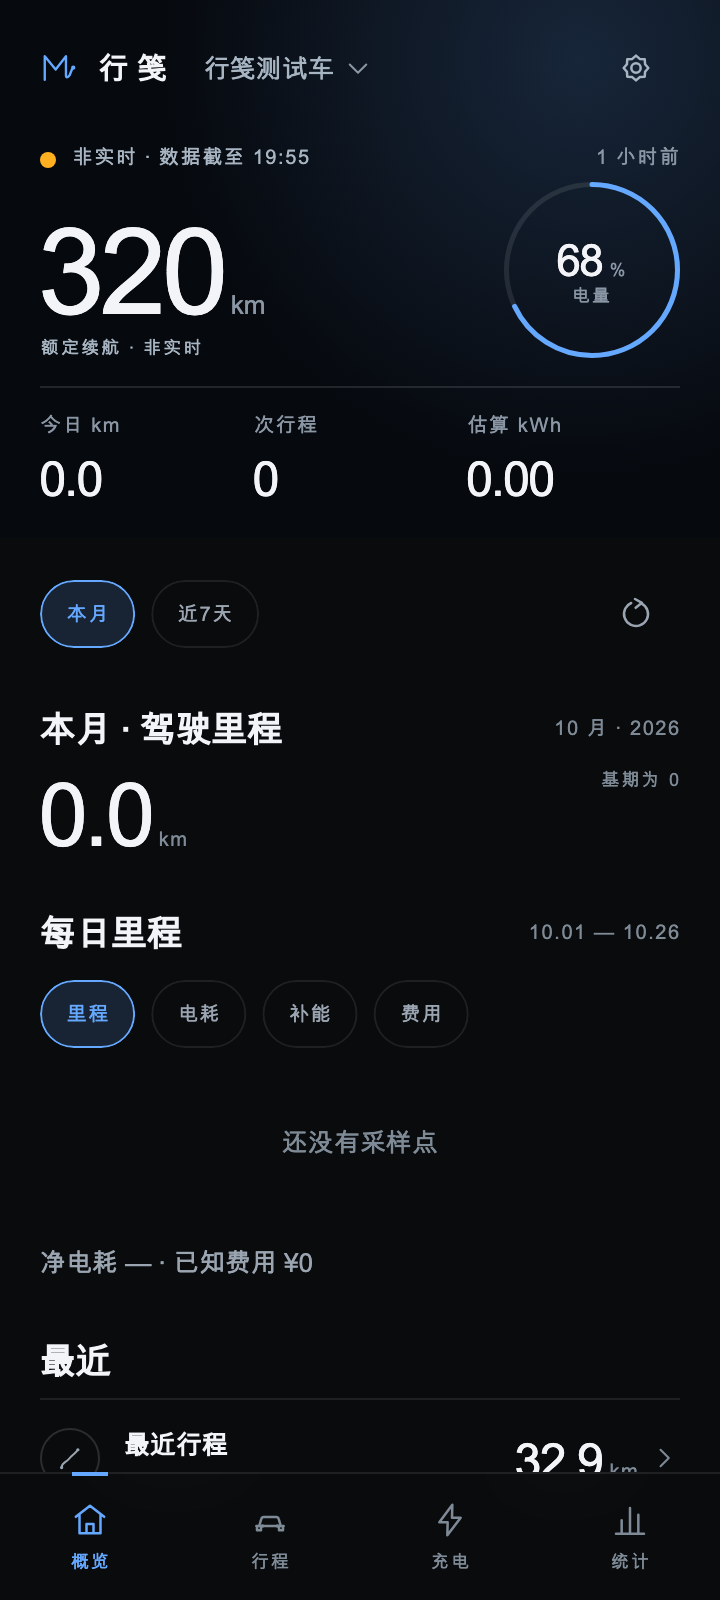 行笺 行笺测试车
非实时 · 数据截至 19:55 1 小时前
320 km
68 %
电量
额定续航 · 非实时
今日 km 次行程 估算 kWh
0.0 0 0.00
本月 近7天
本月 · 驾驶里程 10 月 · 2026
0.0 km 基期为 0
每日里程 10.01 — 10.26
里程 电耗 补能 费用
还没有采样点
净电耗 — · 已知费用 ¥0
最近
最近行程 32.9 km
概览 行程 充电 统计